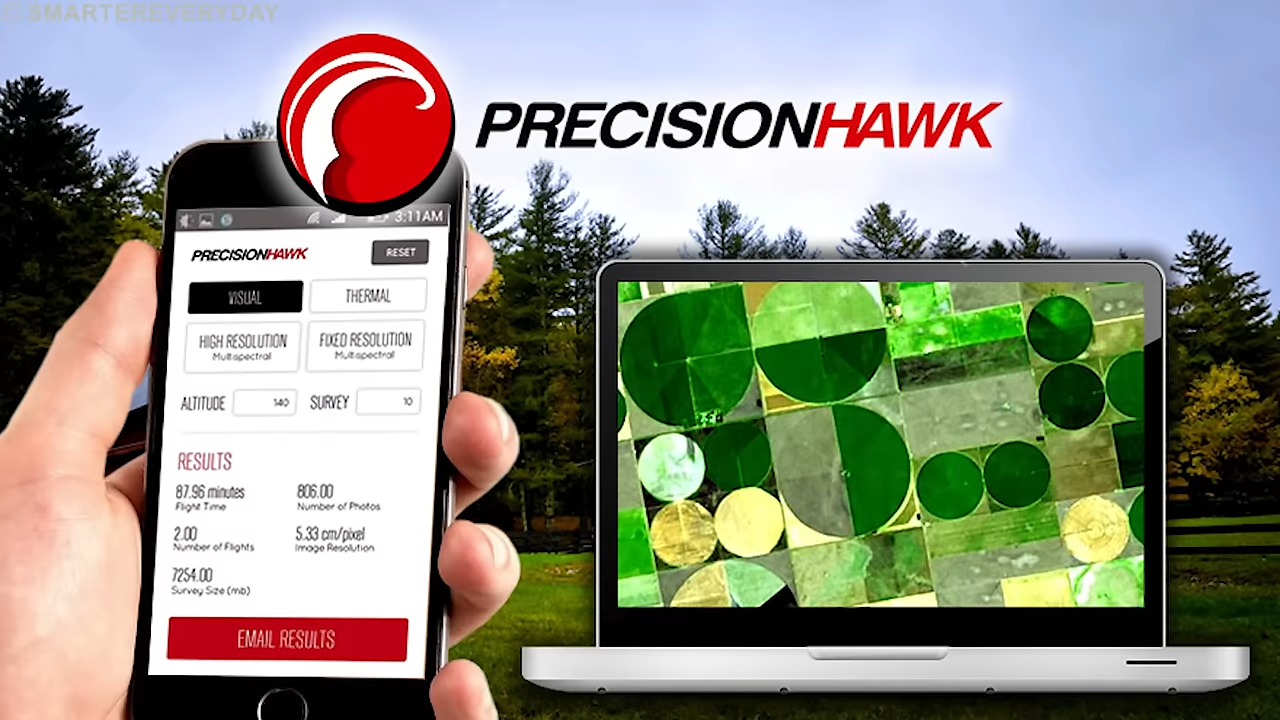 ©SMARTEREVERYDAY
PRECISIONHAWK
3:11AM
PRECISIONHAWK
RESET
VISUAL
THERMAL
HIGH RESOLUTION
Multispectral
FIXED RESOLUTION
Multispectral
ALTITUDE 140 SURVEY 10
RESULTS
87.96 minutes
Flight Time
806.00
Number of Photos
2.00
Number of Flights
5.33 cm/pixel
Image Resolution
7254.00
Survey Size (mb)
EMAIL RESULTS